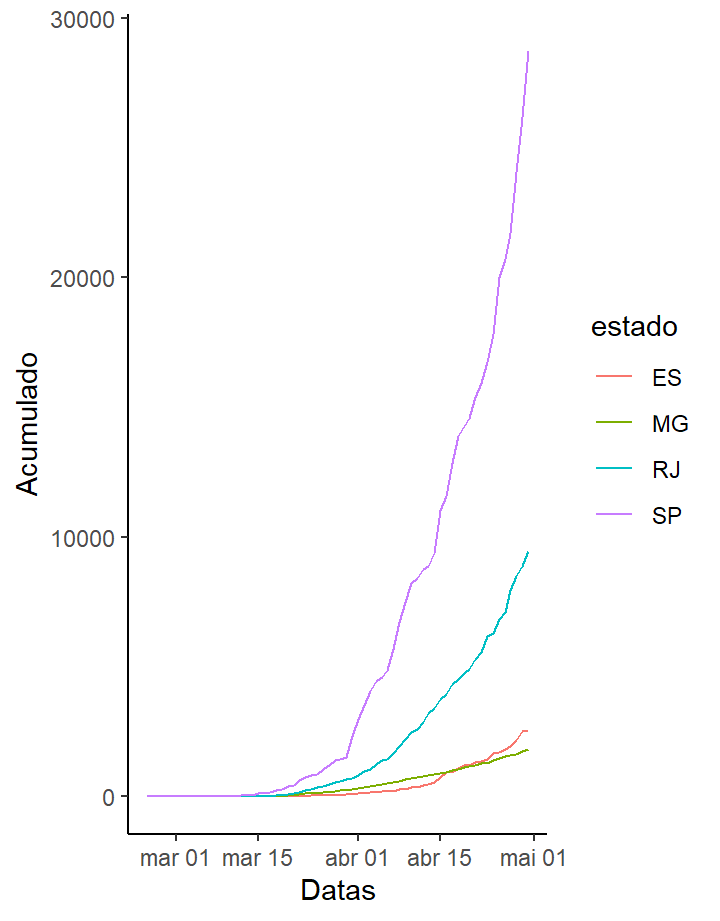 30000
20000
10000
0
Acumulado
mar 01
mar 15
abr 01
abr 15
mai 01
Datas
estado
ES
MG
RJ
SP